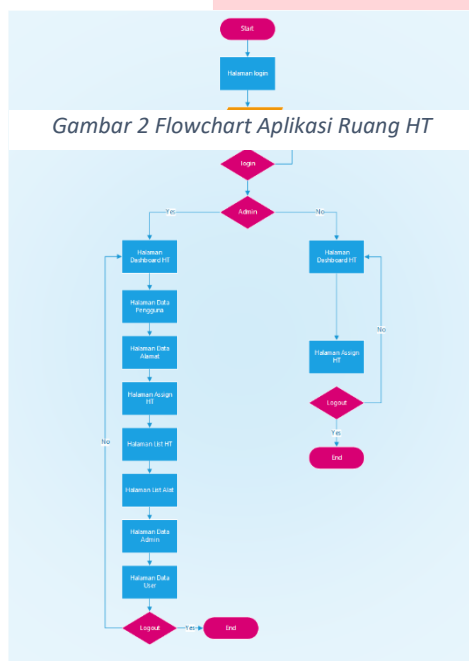 Start
Halaman login
Gambar 2 Flowchart Aplikasi Ruang HT
login
Yes
Admin
No
Halaman
Dashboard HT
Halaman
Dashboard HT
Halaman Data
Pengguna
No
Halaman Data
Alamat
Halaman Assign
HT
Halaman Assign
HT
Logout
Yes
No
Halaman List HT
End
Halaman List Alat
Halaman Data
Admin
Halaman Data
User
Logout
Yes
End